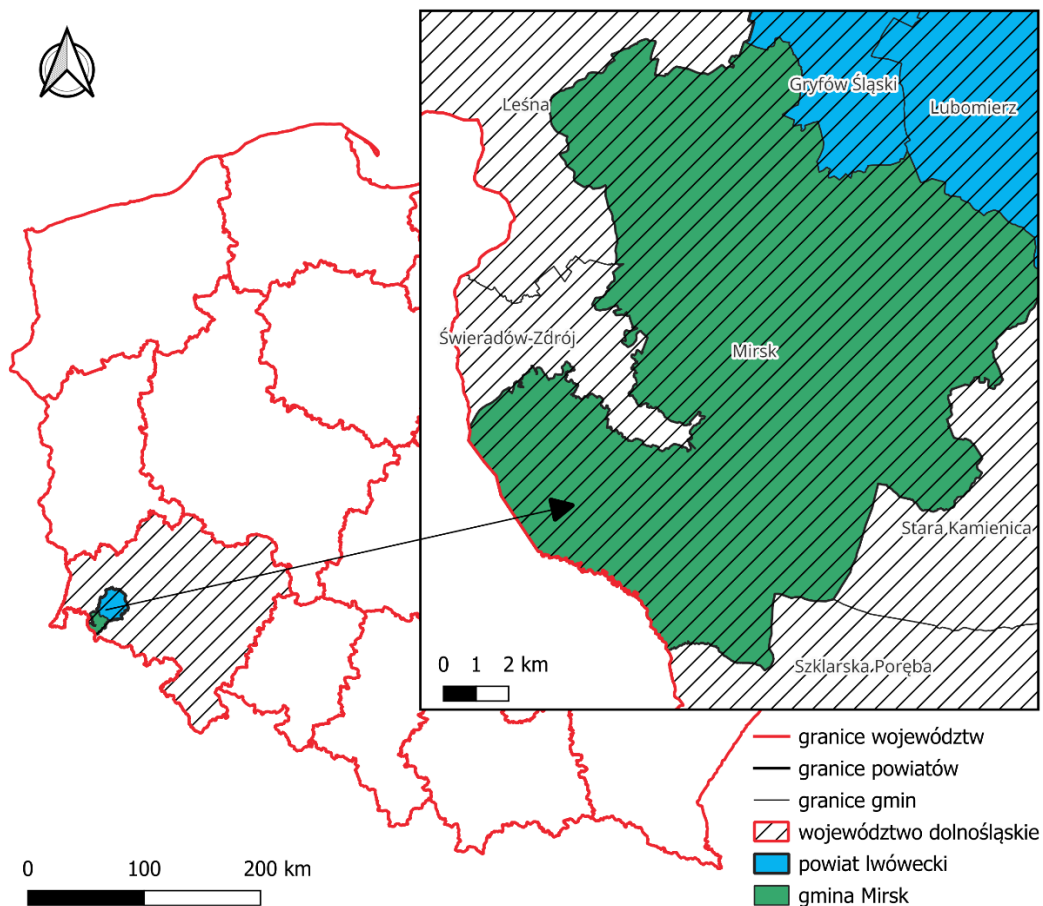 Gryfów Śląski
Leśna
Lubomierz
Świeradów-Zdrój
Mirsk
Stara Kamienica
Szklarska Poręba
0 1 2 km
granice województw
granice powiatów
granice gmin
województwo dolnośląskie
powiat lwówecki
gmina Mirsk
0 100 200 km